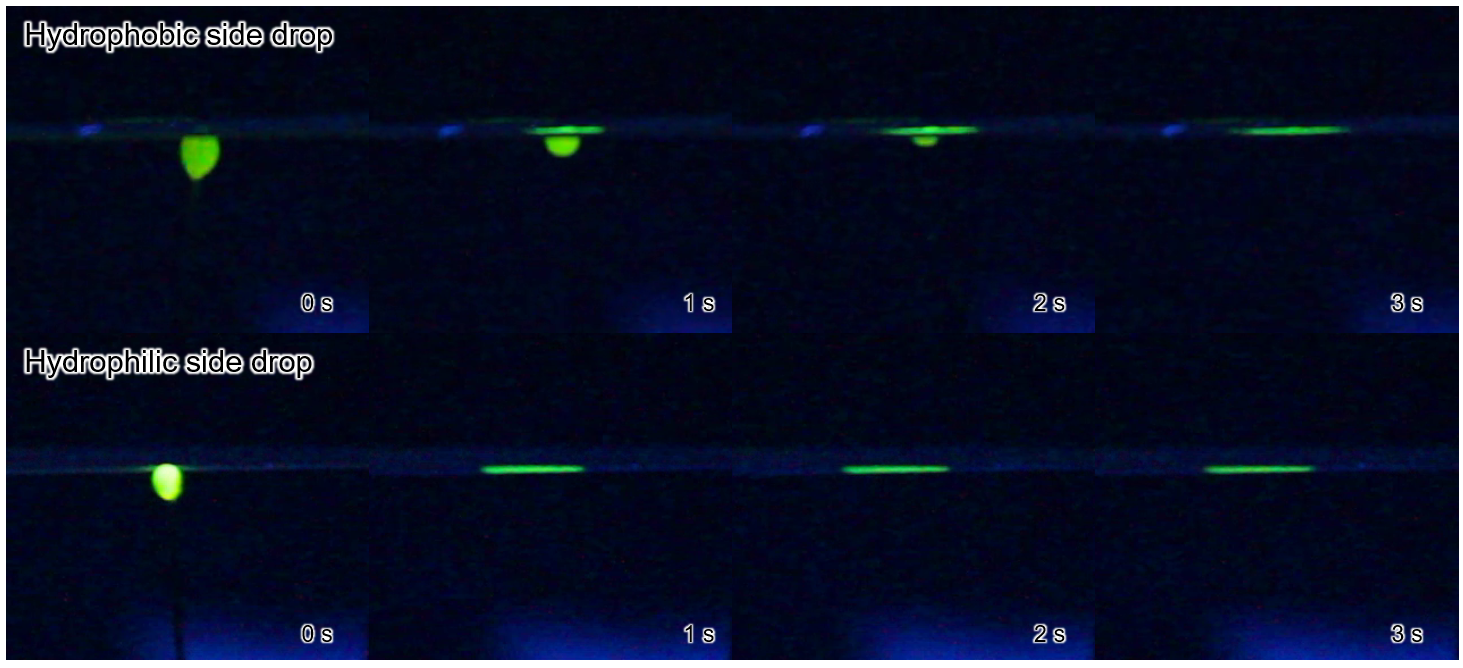 Hydrophobic side drop
0 s
1 s
2 s
3 s
Hydrophilic side drop
0 s
1 s
2 s
3 s